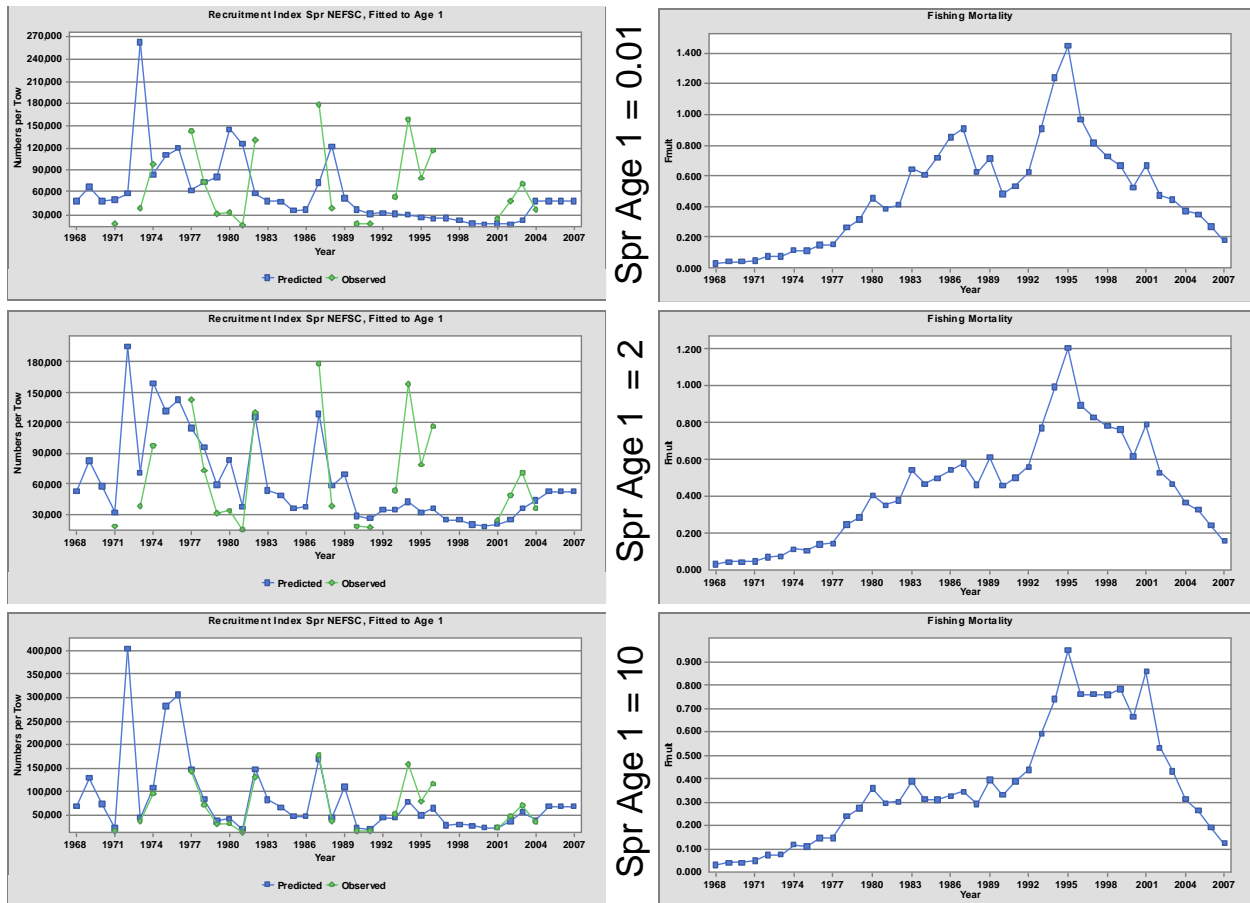 Recruitment Index Spr NEFSC, Fitted to Age 1
270,000
240,000
210,000
180,000
150,000
120,000
90,000
60,000
30,000
Numbers per Tow
1968 1971 1974 1977 1980 1983 1986 1989 1992 1995 1998 2001 2004 2007
Year
Predicted Observed
Spr Age 1 = 0.01
Fishing Mortality
1.400
1.200
1.000
0.800
0.600
0.400
0.200
0.000
Fmult
1968 1971 1974 1977 1980 1983 1986 1989 1992 1995 1998 2001 2004 2007
Year
Recruitment Index Spr NEFSC, Fitted to Age 1
180,000
150,000
120,000
90,000
60,000
30,000
Numbers per Tow
1968 1971 1974 1977 1980 1983 1986 1989 1992 1995 1998 2001 2004 2007
Year
Predicted Observed
Spr Age 1 = 2
Fishing Mortality
1.200
1.000
0.800
0.600
0.400
0.200
0.000
Fmult
1968 1971 1974 1977 1980 1983 1986 1989 1992 1995 1998 2001 2004 2007
Year
Recruitment Index Spr NEFSC, Fitted to Age 1
400,000
350,000
300,000
250,000
200,000
150,000
100,000
50,000
Numbers per Tow
1968 1971 1974 1977 1980 1983 1986 1989 1992 1995 1998 2001 2004 2007
Year
Predicted Observed
Spr Age 1 = 10
Fishing Mortality
0.900
0.800
0.700
0.600
0.500
0.400
0.300
0.200
0.100
0.000
Fmult
1968 1971 1974 1977 1980 1983 1986 1989 1992 1995 1998 2001 2004 2007
Year